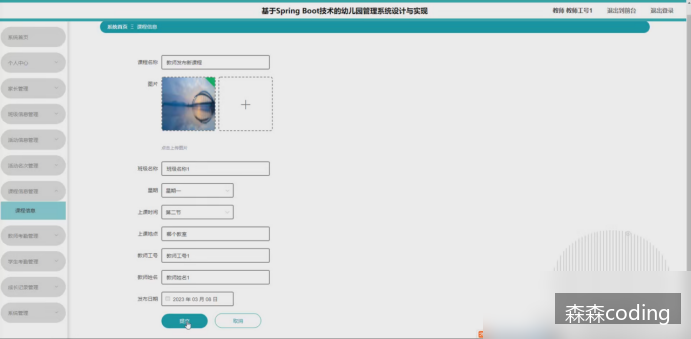 基于Spring Boot技术的幼儿园管理系统设计与实现
教师 教师工号1
退出到前台
退出登录
系统首页
课程信息
系统首页
个人中心
家长管理
班级信息管理
活动信息管理
课程信息管理
课程信息
教师考勤管理
学生考勤管理
成长记录管理
系统管理
课程名称 教师发布新课程
图片
点击上传图片
班级名称 班级名称1
星期 星期一
上课时间 第二节
上课地点 哪个教室
教师工号 教师工号1
教师姓名 教师姓名1
发布日期 2023 年 03 月 06 日
提交
取消
森森coding